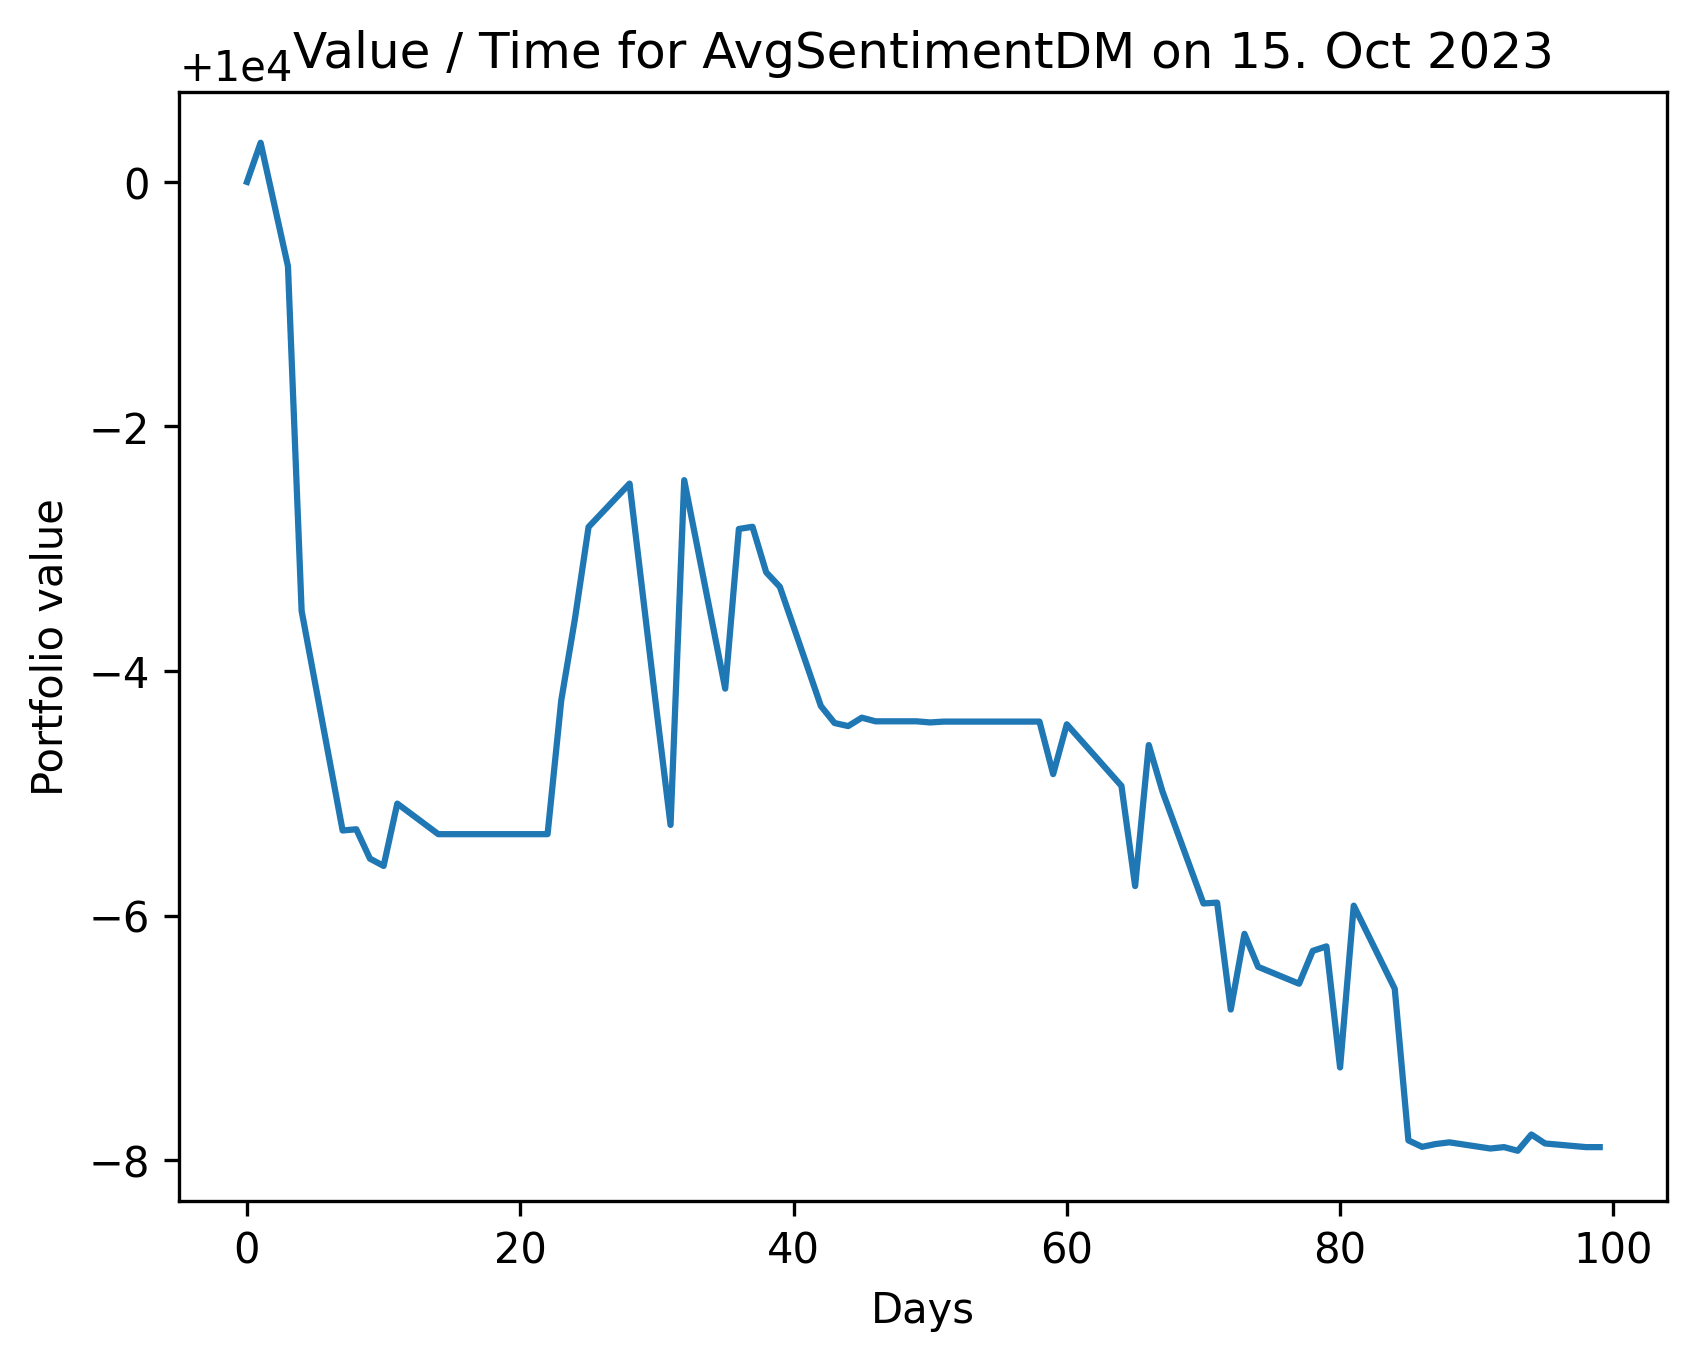 Value / Time for AvgSentimentDM on 15. Oct 2023
+1e4
0
−2
−4
−6
−8
Portfolio value
0 20 40 60 80 100
Days